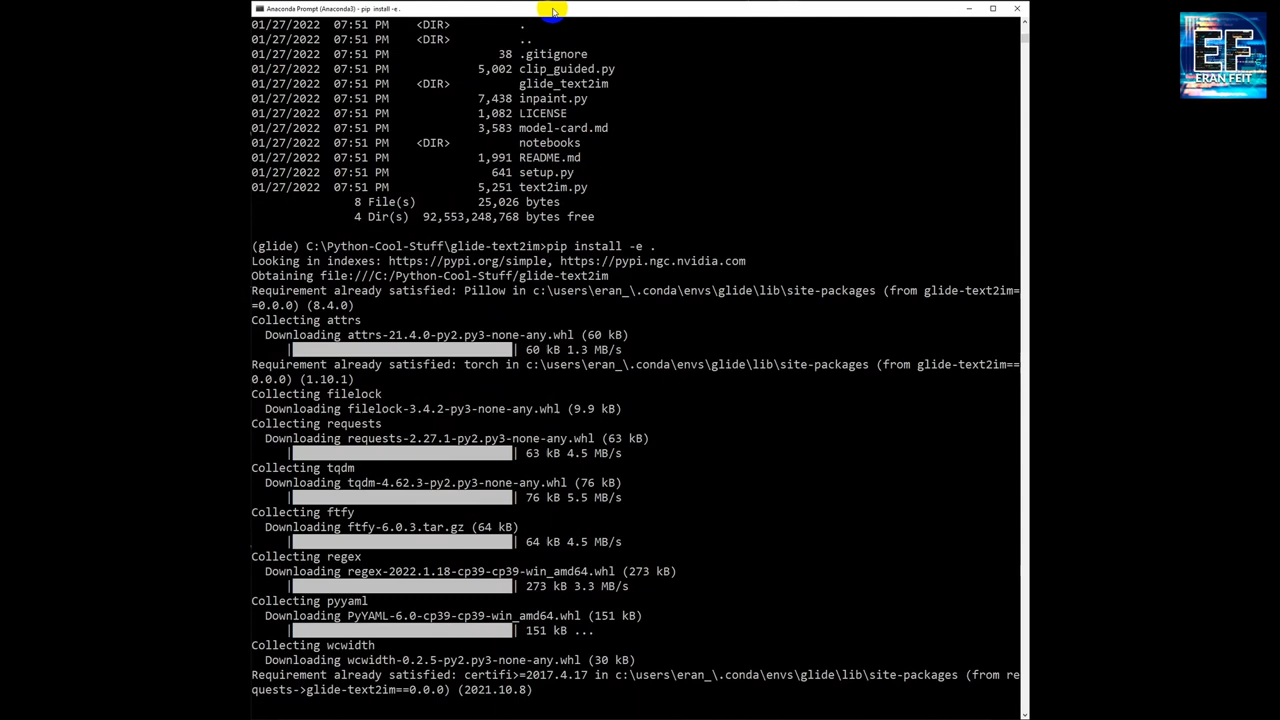 Anaconda Prompt (Anaconda3) - pip install -e .
01/27/2022 07:51 PM <DIR> .
01/27/2022 07:51 PM <DIR> ..
01/27/2022 07:51 PM 38 .gitignore
01/27/2022 07:51 PM 5,002 clip_guided.py
01/27/2022 07:51 PM <DIR> glide_text2im
01/27/2022 07:51 PM 7,438 inpaint.py
01/27/2022 07:51 PM 1,082 LICENSE
01/27/2022 07:51 PM 3,583 model-card.md
01/27/2022 07:51 PM <DIR> notebooks
01/27/2022 07:51 PM 1,991 README.md
01/27/2022 07:51 PM 641 setup.py
01/27/2022 07:51 PM 5,251 text2im.py
8 File(s) 25,026 bytes
4 Dir(s) 92,553,248,768 bytes free
(glide) C:\Python-Cool-Stuff\glide-text2im>pip install -e .
Looking in indexes: https://pypi.org/simple, https://pypi.ngc.nvidia.com
Obtaining file:///C:/Python-Cool-Stuff/glide-text2im
Requirement already satisfied: Pillow in c:\users\eran_\.conda\envs\glide\lib\site-packages (from glide-text2im=
=0.0.0) (8.4.0)
Collecting attrs
Downloading attrs-21.4.0-py2.py3-none-any.whl (60 kB)
|| 60 kB 1.3 MB/s
Requirement already satisfied: torch in c:\users\eran_\.conda\envs\glide\lib\site-packages (from glide-text2im==
0.0.0) (1.10.1)
Collecting filelock
Downloading filelock-3.4.2-py3-none-any.whl (9.9 kB)
Collecting requests
Downloading requests-2.27.1-py2.py3-none-any.whl (63 kB)
|| 63 kB 4.5 MB/s
Collecting tqdm
Downloading tqdm-4.62.3-py2.py3-none-any.whl (76 kB)
|| 76 kB 5.5 MB/s
Collecting ftfy
Downloading ftfy-6.0.3.tar.gz (64 kB)
|| 64 kB 4.5 MB/s
Collecting regex
Downloading regex-2022.1.18-cp39-cp39-win_amd64.whl (273 kB)
|| 273 kB 3.3 MB/s
Collecting pyyaml
Downloading PyYAML-6.0-cp39-cp39-win_amd64.whl (151 kB)
|| 151 kB ...
Collecting wcwidth
Downloading wcwidth-0.2.5-py2.py3-none-any.whl (30 kB)
Requirement already satisfied: certifi>=2017.4.17 in c:\users\eran_\.conda\envs\glide\lib\site-packages (from re
quests->glide-text2im==0.0.0) (2021.10.8)
EF
ERAN FEIT